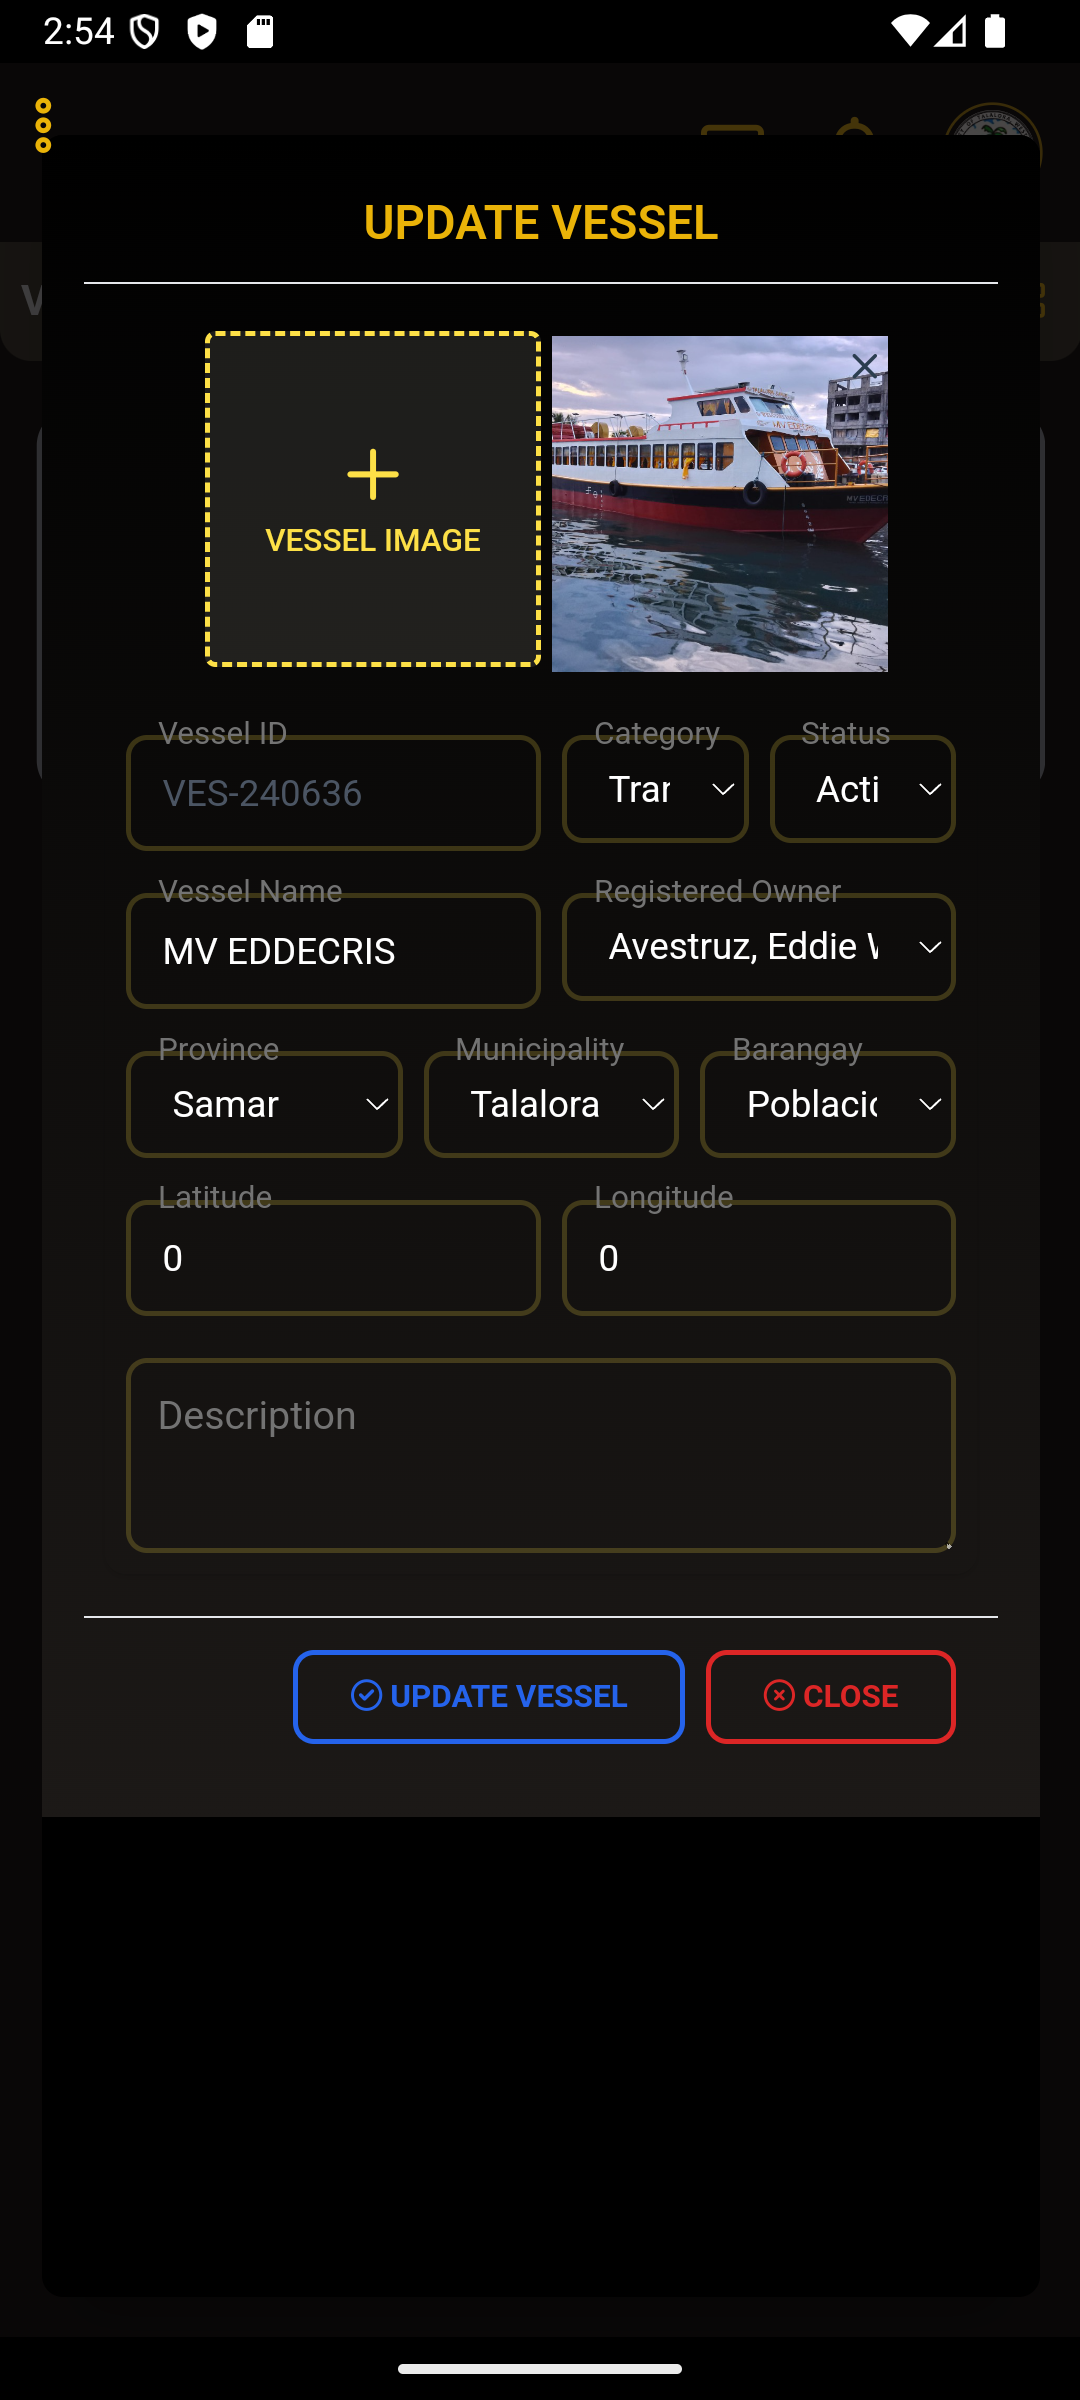 2:54
UPDATE VESSEL
VESSEL IMAGE
Vessel ID
VES-240636
Category
Tran
Status
Acti
Vessel Name
MV EDDECRIS
Registered Owner
Avestruz, Eddie
Province
Samar
Municipality
Talalora
Barangay
Poblacic
Latitude
0
Longitude
0
Description
UPDATE VESSEL
CLOSE